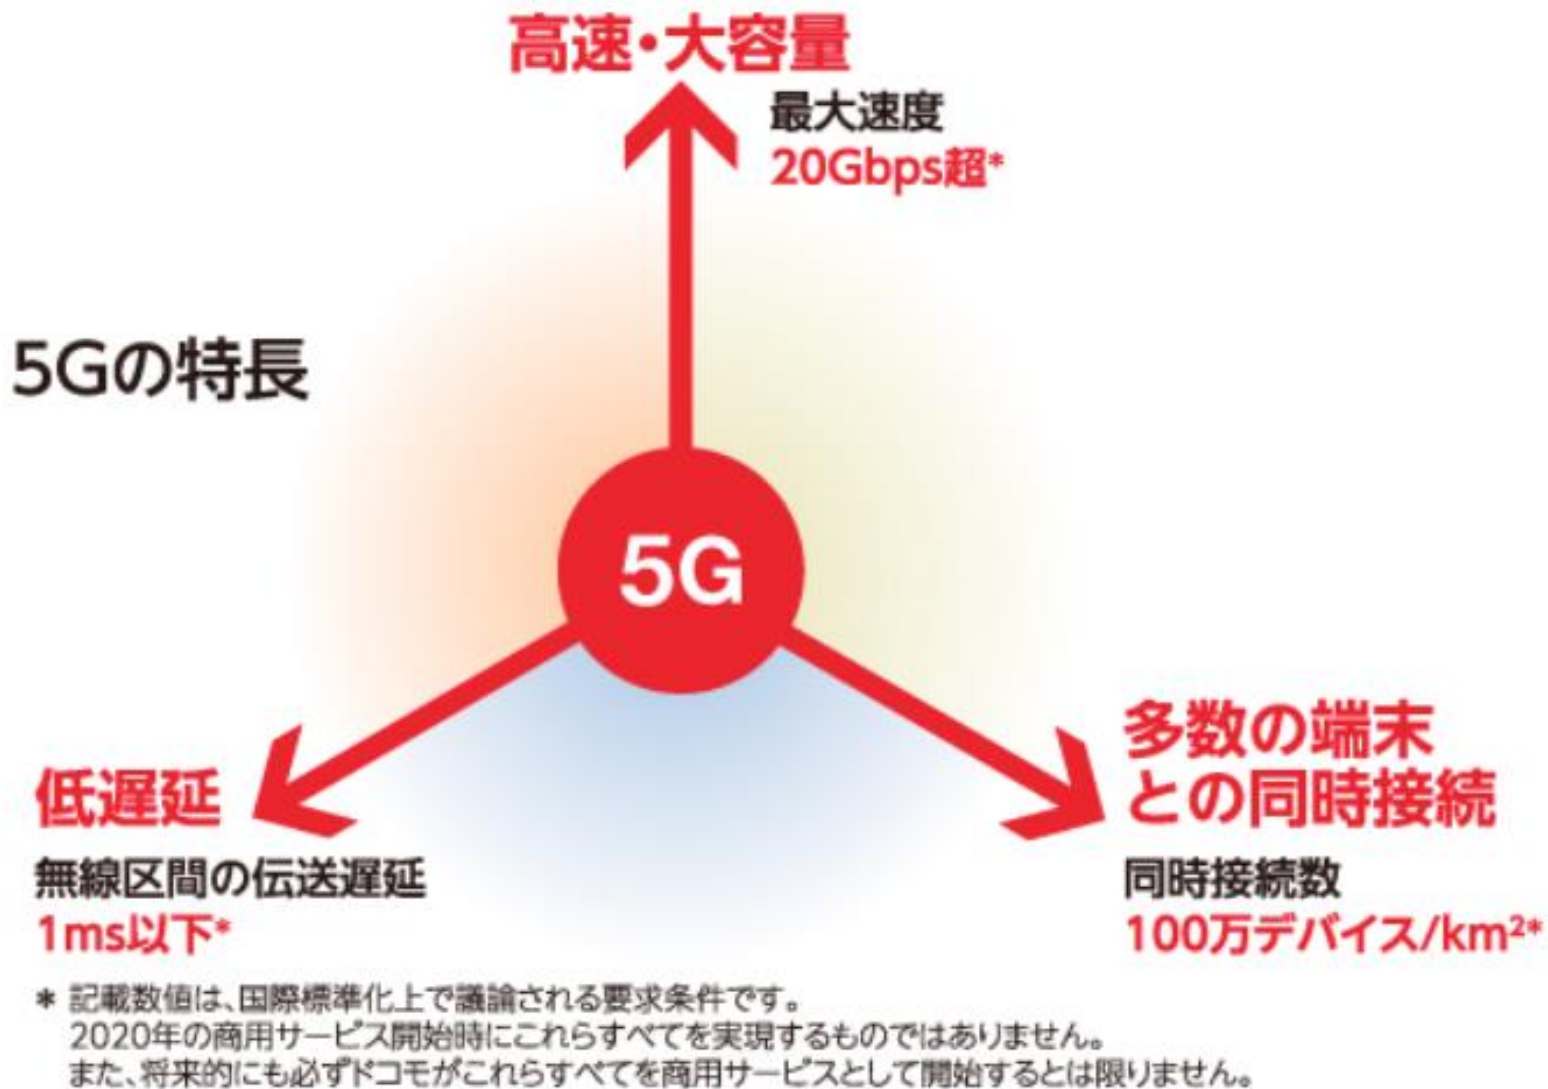 高速・大容量
最大速度
20Gbps超*
5Gの特長
5G
低遅延
無線区間の伝送遅延
1ms以下*
多数の端末
との同時接続
同時接続数
100万デバイス/km²*
* 記載数値は、国際標準化上で議論される要求条件です。
2020年の商用サービス開始時にこれらすべてを実現するものではありません。
また、将来的にも必ずドコモがこれらすべてを商用サービスとして開始するとは限りません。